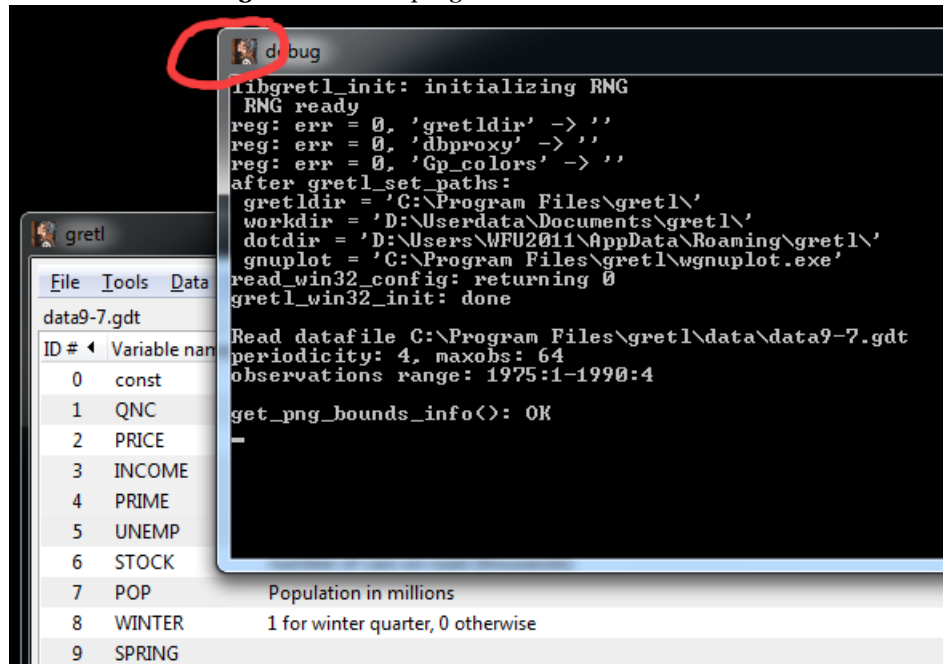 debug
libgretl_init: initializing RNG
RNG ready
reg: err = 0, 'gretldir' -> ''
reg: err = 0, 'dbproxy' -> ''
reg: err = 0, 'Gp_colors' -> ''
after gretl_set_paths:
gretldir = 'C:\Program Files\gretl\'
workdir = 'D:\Userdata\Documents\gretl\'
dotdir = 'D:\Users\WFU2011\AppData\Roaming\gretl\'
gnuplot = 'C:\Program Files\gretl\wgnuplot.exe'
read_win32_config: returning 0
gretl_win32_init: done
Read datafile C:\Program Files\gretl\data\data9-7.gdt
periodicity: 4, maxobs: 64
observations range: 1975:1-1990:4
get_png_bounds_info(): OK
gretl
File Tools Data
data9-7.gdt
ID # Variable nam
0 const
1 QNC
2 PRICE
3 INCOME
4 PRIME
5 UNEMP
6 STOCK
7 POP Population in millions
8 WINTER 1 for winter quarter, 0 otherwise
9 SPRING